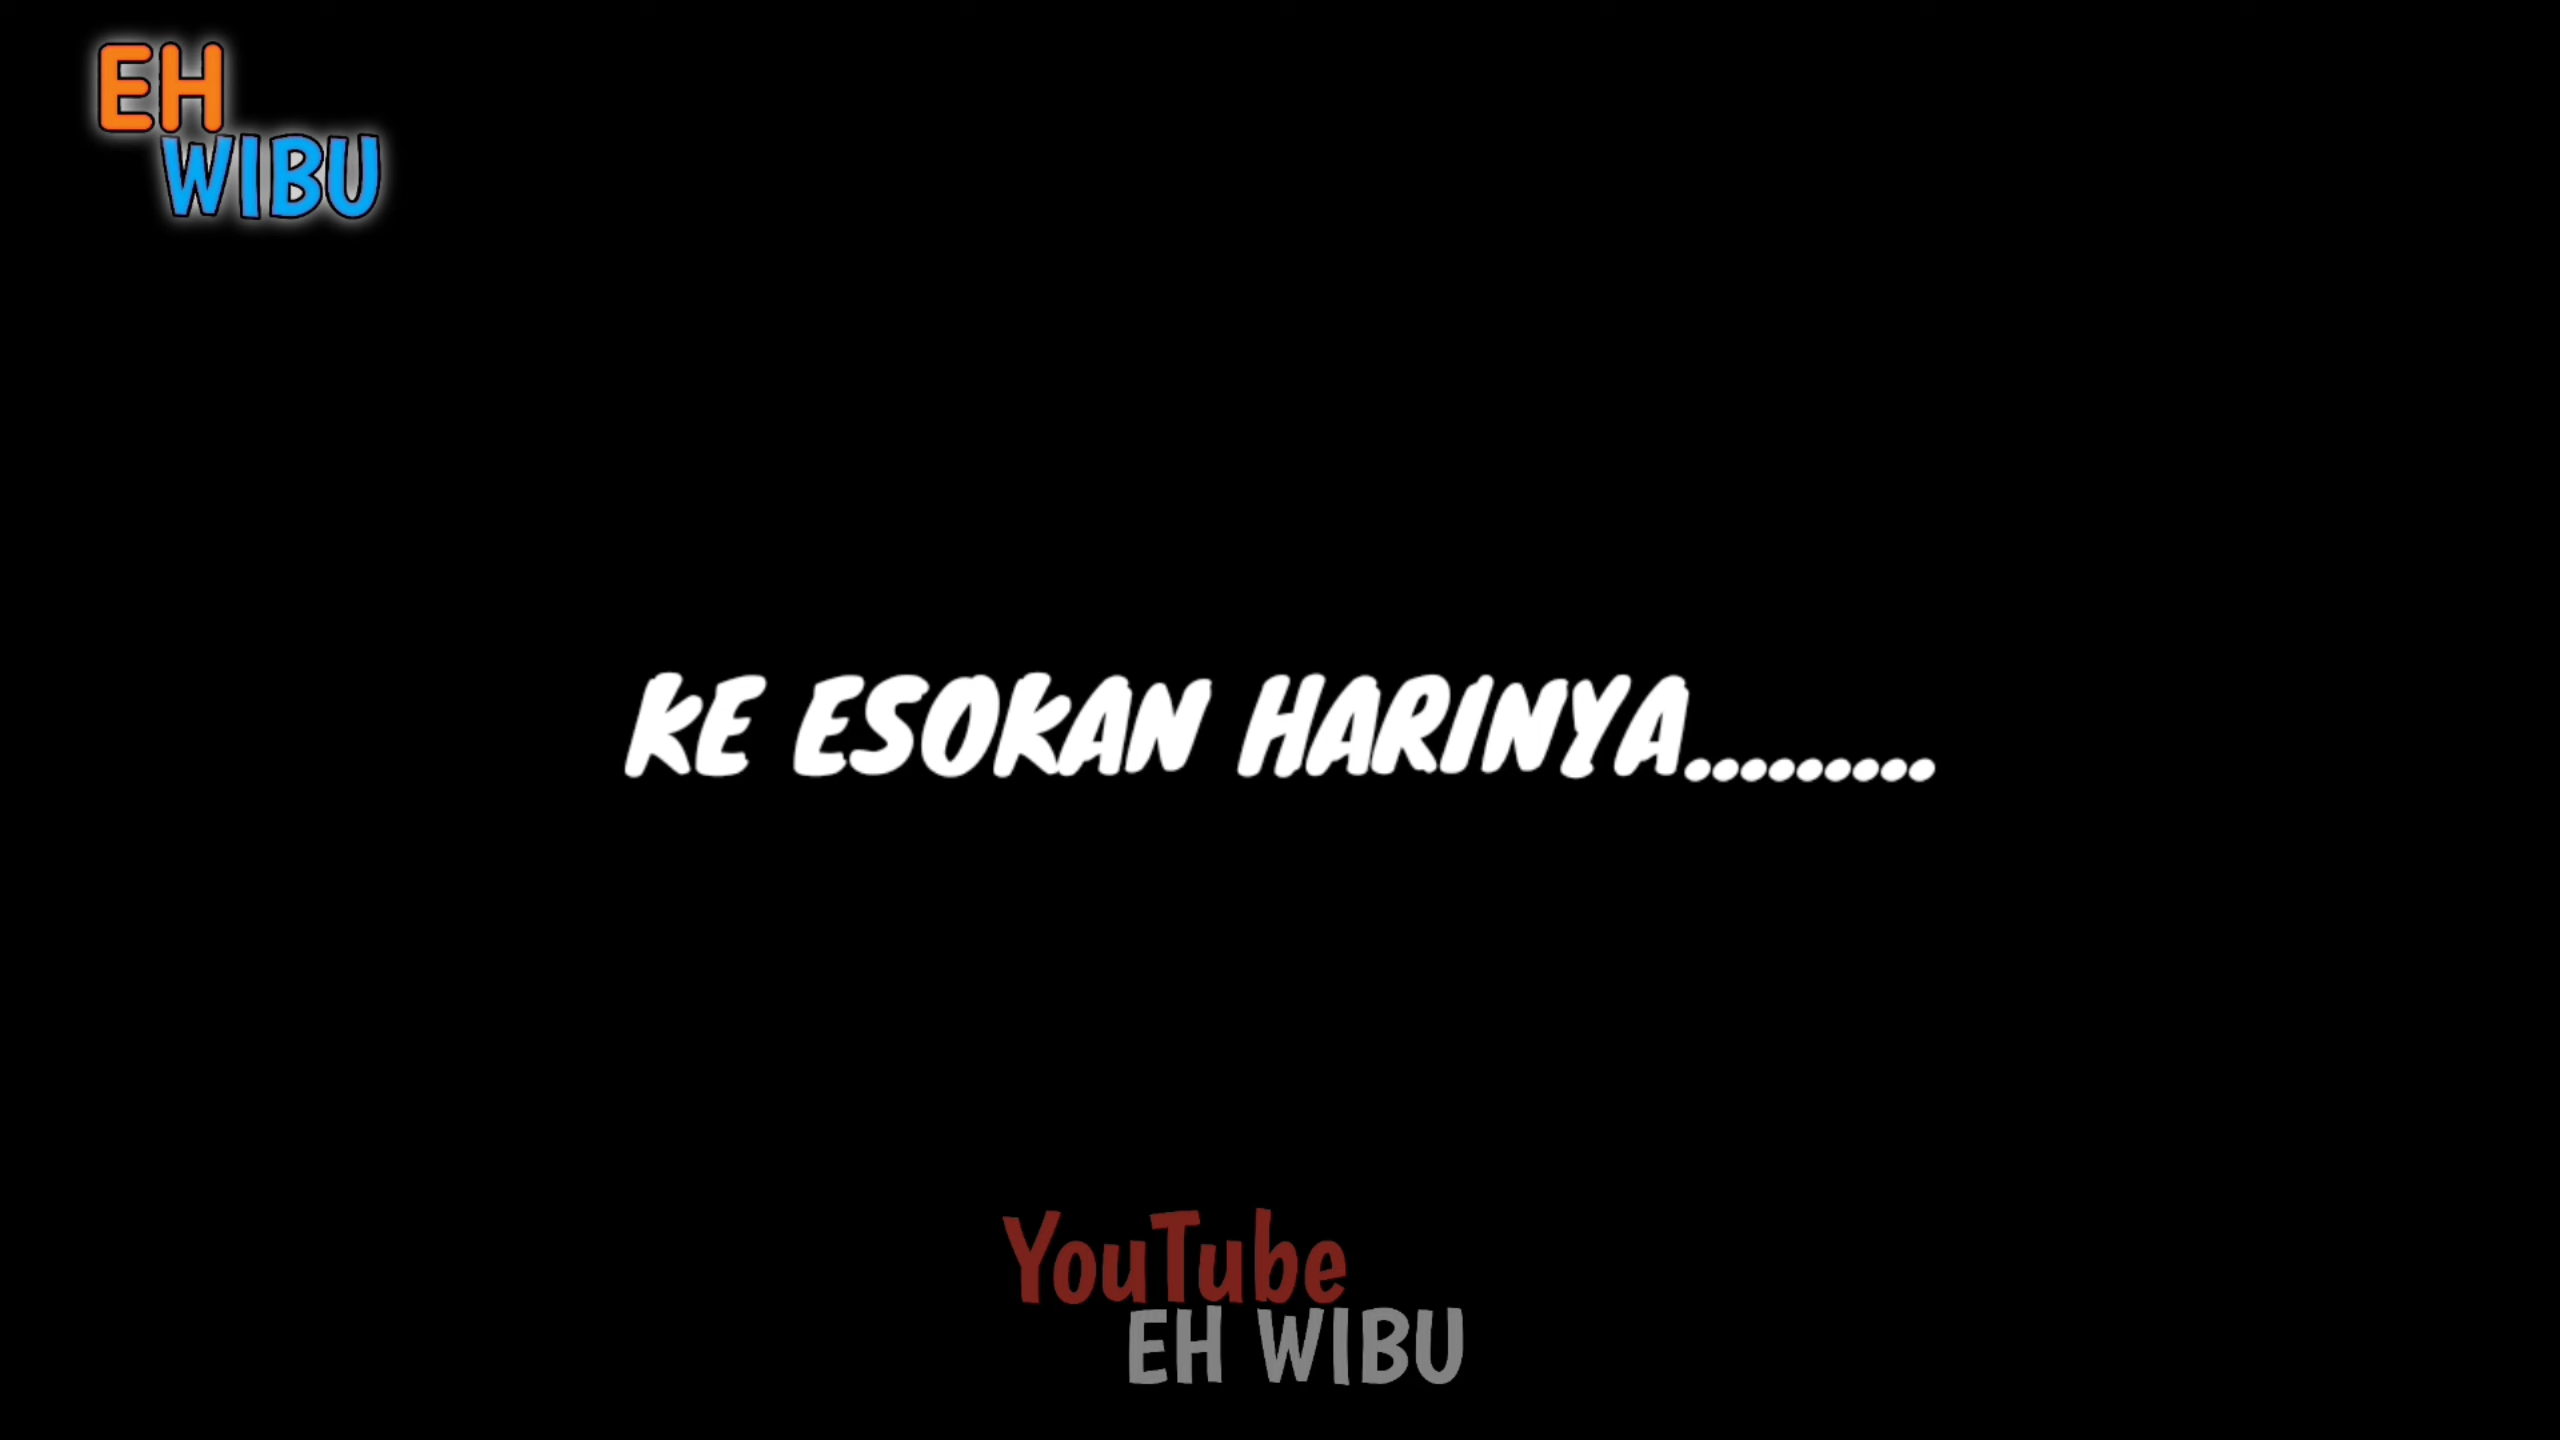 EH
WIBU
KE ESOKAN HARINYA.........
YouTube
EH WIBU